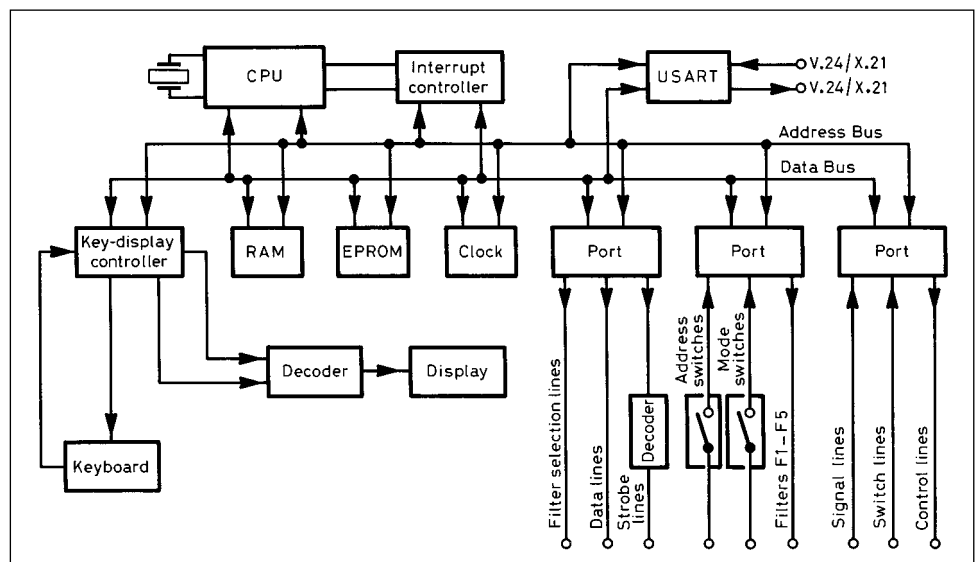 CPU
Interrupt
controller
USART
V.24/X.21
V.24/X.21
Address Bus
Data Bus
Key-display
controller
RAM
EPROM
Clock
Port
Port
Port
Decoder
Display
Keyboard
Filter selection lines
Data lines
Strobe
lines
Decoder
Address
switches
Mode
switches
Filters F1-F5
Signal lines
Switch lines
Control lines